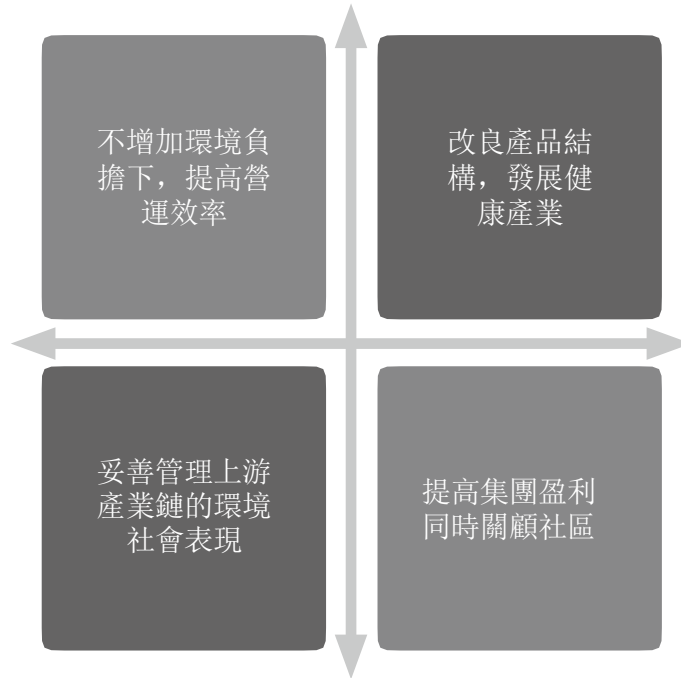 不增加環境負
擔下，提高營
運效率
改良產品結
構，發展健
康產業
妥善管理上游
產業鏈的環境
社會表現
提高集團盈利
同時關顧社區